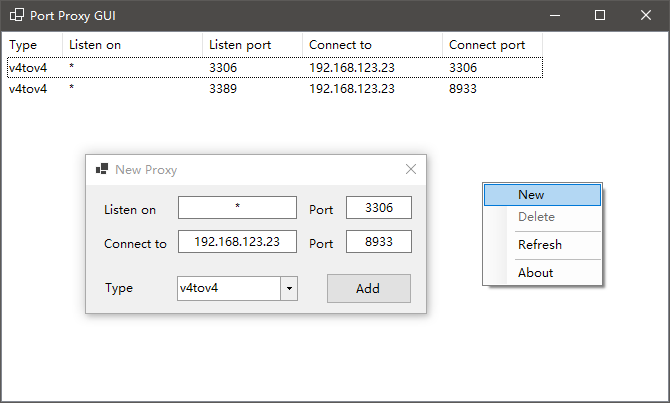 Port Proxy GUI
Type Listen on Listen port Connect to Connect port
v4tov4 * 3306 192.168.123.23 3306
v4tov4 * 3389 192.168.123.23 8933
New Proxy
Listen on * Port 3306
Connect to 192.168.123.23 Port 8933
Type v4tov4 Add
New
Delete
Refresh
About